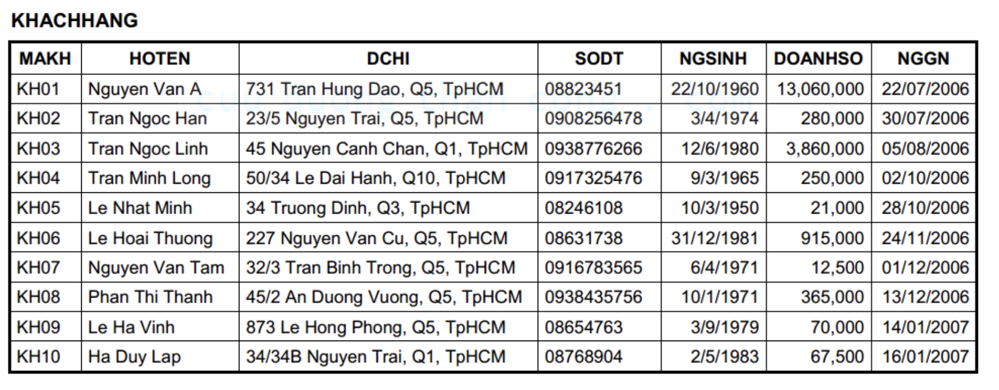 KHACHHANG
MAKH HOTEN DCHI SODT NGSINH DOANHSO NGGN
KH01 Nguyen Van A 731 Tran Hung Dao, Q5, TpHCM 08823451 22/10/1960 13,060,000 22/07/2006
cuu duong than cong . com
KH02 Tran Ngoc Han 23/5 Nguyen Trai, Q5, TpHCM 0908256478 3/4/1974 280,000 30/07/2006
KH03 Tran Ngoc Linh 45 Nguyen Canh Chan, Q1, TpHCM 0938776266 12/6/1980 3,860,000 05/08/2006
KH04 Tran Minh Long 50/34 Le Dai Hanh, Q10, TpHCM 0917325476 9/3/1965 250,000 02/10/2006
KH05 Le Nhat Minh 34 Truong Dinh, Q3, TpHCM 08246108 10/3/1950 21,000 28/10/2006
KH06 Le Hoai Thuong 227 Nguyen Van Cu, Q5, TpHCM 08631738 31/12/1981 915,000 24/11/2006
KH07 Nguyen Van Tam 32/3 Tran Binh Trong, Q5, TpHCM 0916783565 6/4/1971 12,500 01/12/2006
KH08 Phan Thi Thanh 45/2 An Duong Vuong, Q5, TpHCM 0938435756 10/1/1971 365,000 13/12/2006
KH09 Le Ha Vinh 873 Le Hong Phong, Q5, TpHCM 08654763 3/9/1979 70,000 14/01/2007
KH10 Ha Duy Lap 34/34B Nguyen Trai, Q1, TpHCM 08768904 2/5/1983 67,500 16/01/2007